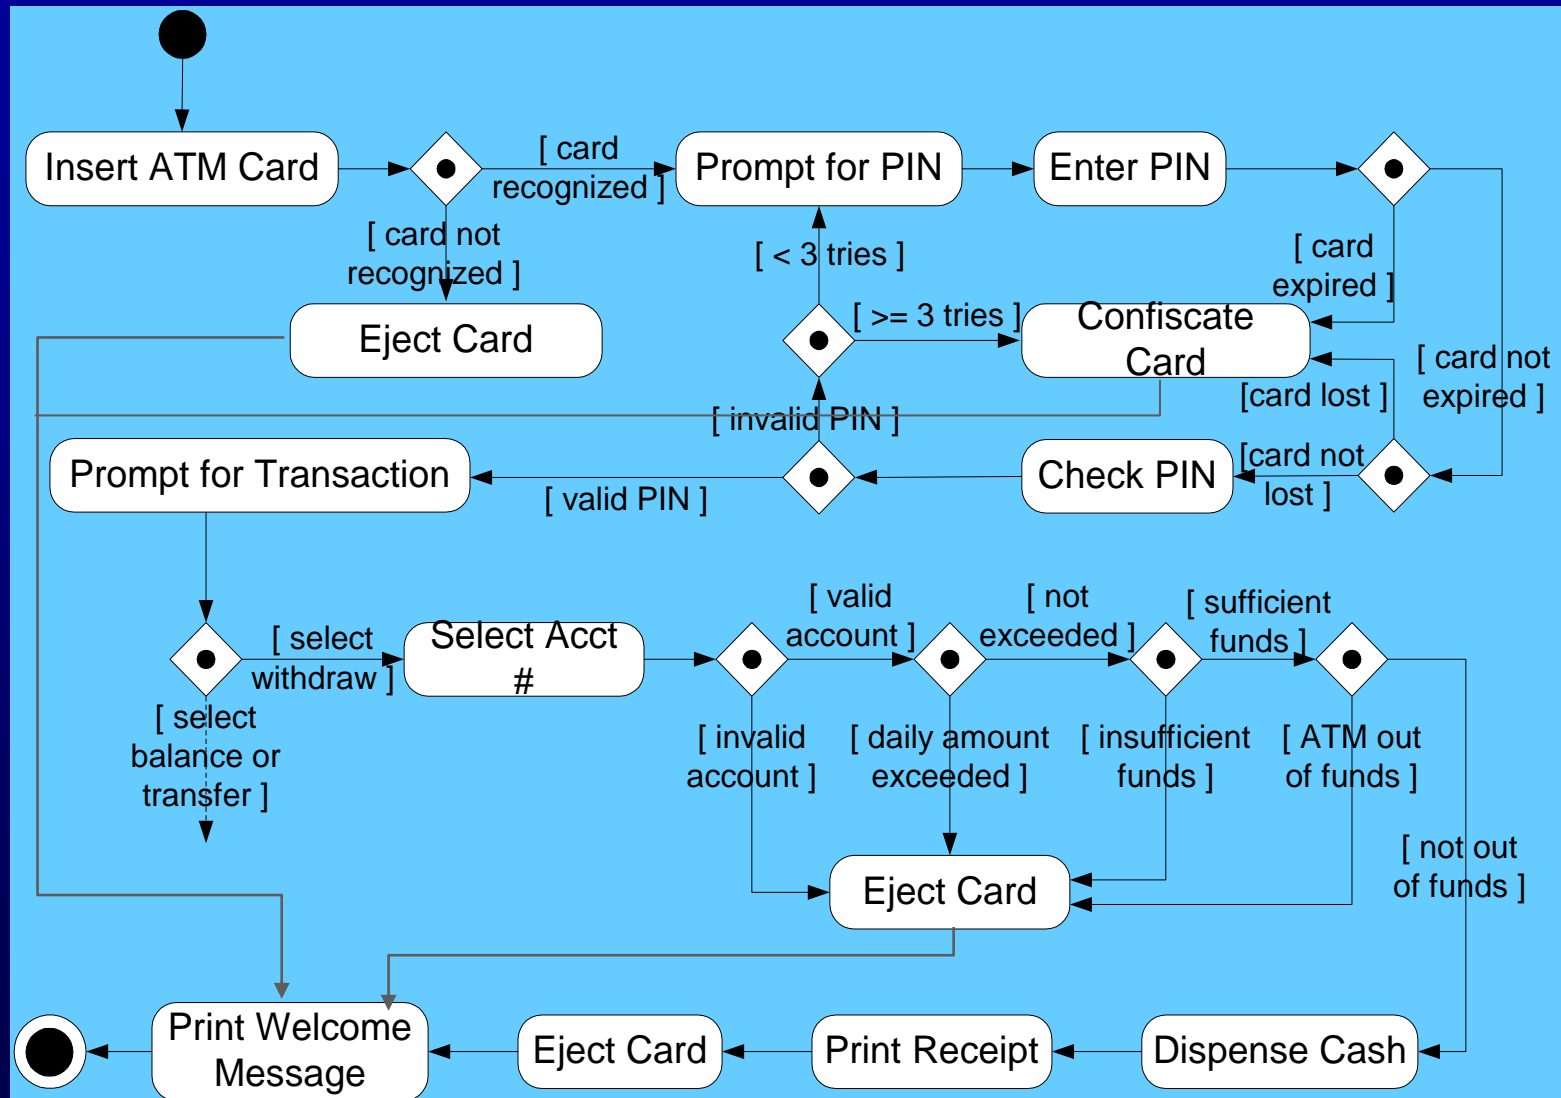 Insert ATM Card
[ card
recognized ]
Prompt for PIN
Enter PIN
[ card not
recognized ]
[ < 3 tries ]
[ card
expired ]
Eject Card
[ >= 3 tries ]
Confiscate
Card
[ card not
expired ]
[card lost ]
[ invalid PIN ]
Prompt for Transaction
[ valid PIN ]
Check PIN
[card not
lost ]
[ select
withdraw ]
Select Acct
#
[ valid
account ]
[ not
exceeded ]
[ sufficient
funds ]
[ select
balance or
transfer ]
[ invalid
account ]
[ daily amount
exceeded ]
[ insufficient
funds ]
[ ATM out
of funds ]
[ not out
of funds ]
Eject Card
Print Welcome
Message
Eject Card
Print Receipt
Dispense Cash